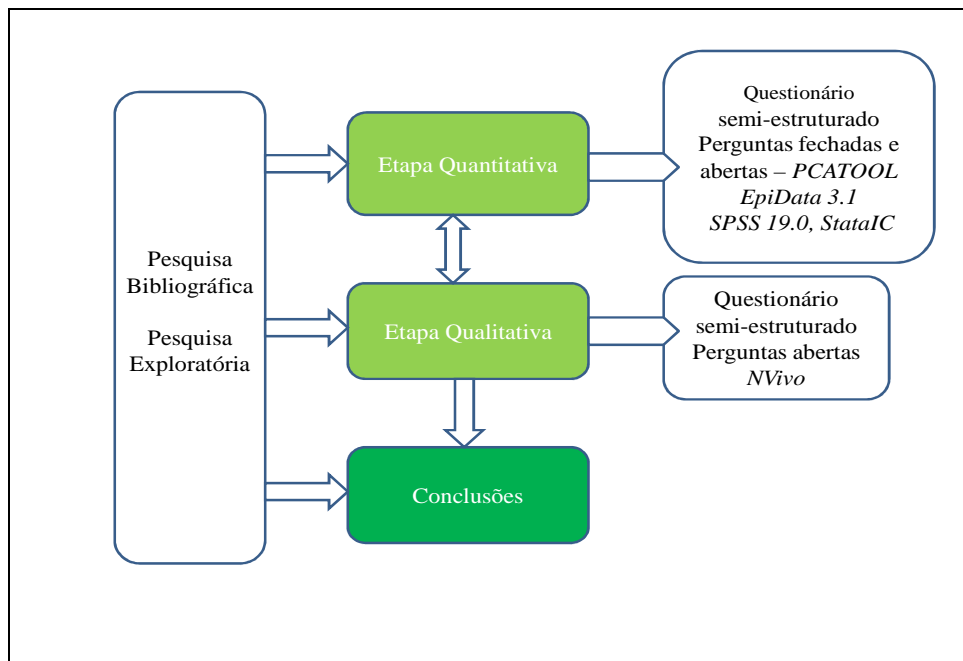 Pesquisa
Bibliográfica
Pesquisa
Exploratória
Etapa Quantitativa
Questionário
semi-estruturado
Perguntas fechadas e
abertas – PCATOOL
EpiData 3.1
SPSS 19.0, StataIC
Etapa Qualitativa
Questionário
semi-estruturado
Perguntas abertas
NVivo
Conclusões